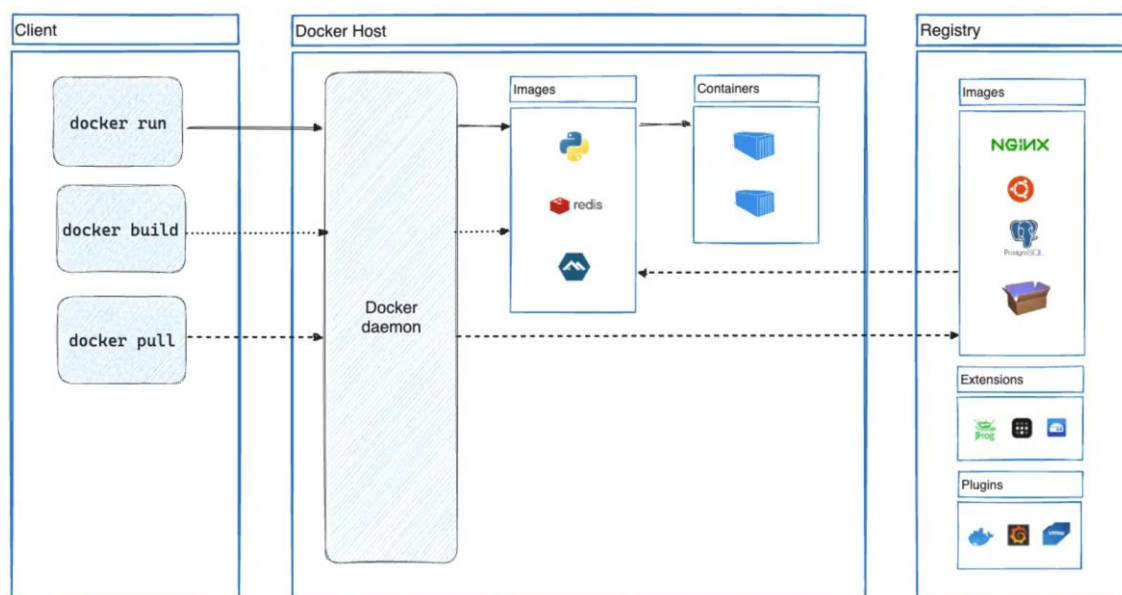 Client
docker run
docker build
docker pull
Docker Host
Docker
daemon
Images
redis
Containers
Registry
Images
NGINX
PostgreSQL
Extensions
JFrog
Plugins